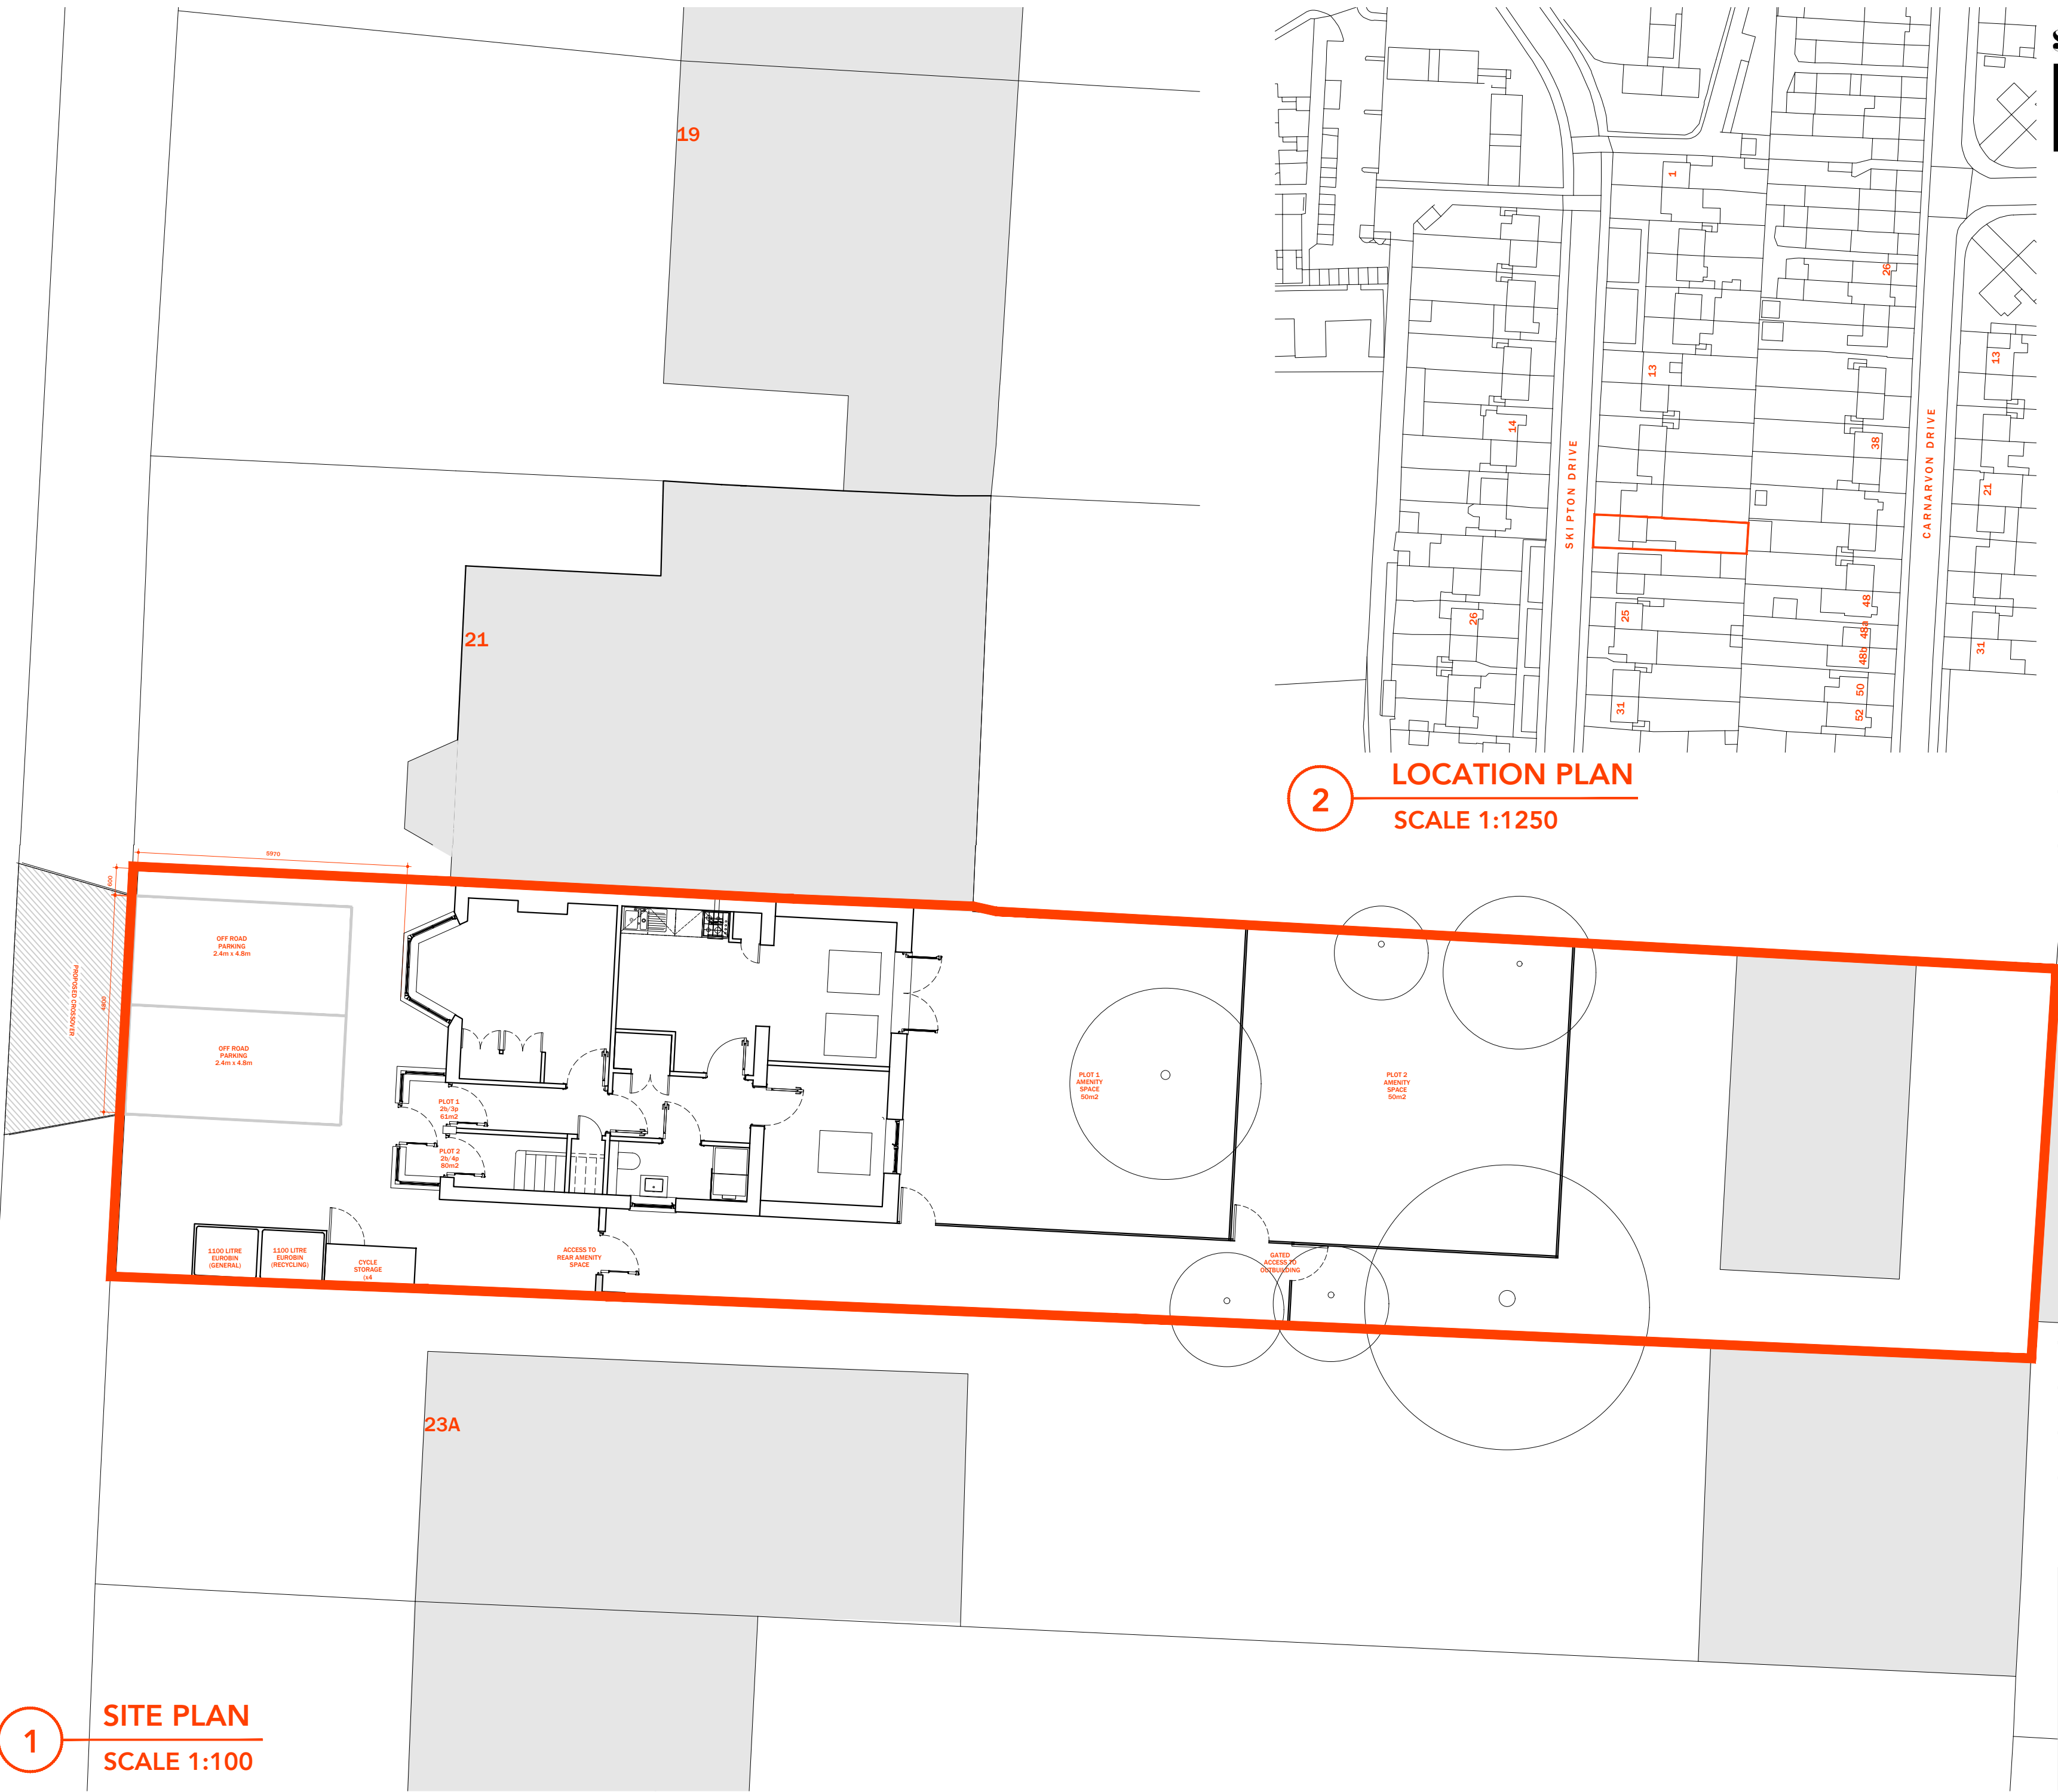 19
21
5970
600
4800
PROPOSED CROSSOVER
OFF ROAD
PARKING
2.4m x 4.8m
OFF ROAD
PARKING
2.4m x 4.8m
PLOT 1
2b/3p
61m2
PLOT 2
2b/4p
80m2
1100 LITRE
EUROBIN
(GENERAL)
1100 LITRE
EUROBIN
(RECYCLING)
CYCLE
STORAGE
(x4
ACCESS TO
REAR AMENITY
SPACE
PLOT 1
AMENITY
SPACE
50m2
PLOT 2
AMENITY
SPACE
50m2
GATED
ACCESS TO
OUTBUILDING
23A
1
SITE PLAN
SCALE 1:100
1
26
13
13
14
38
SKIPTON DRIVE
CARNARVON DRIVE
21
26
25
48
48a
48b
31
31
50
52
2
LOCATION PLAN
SCALE 1:1250